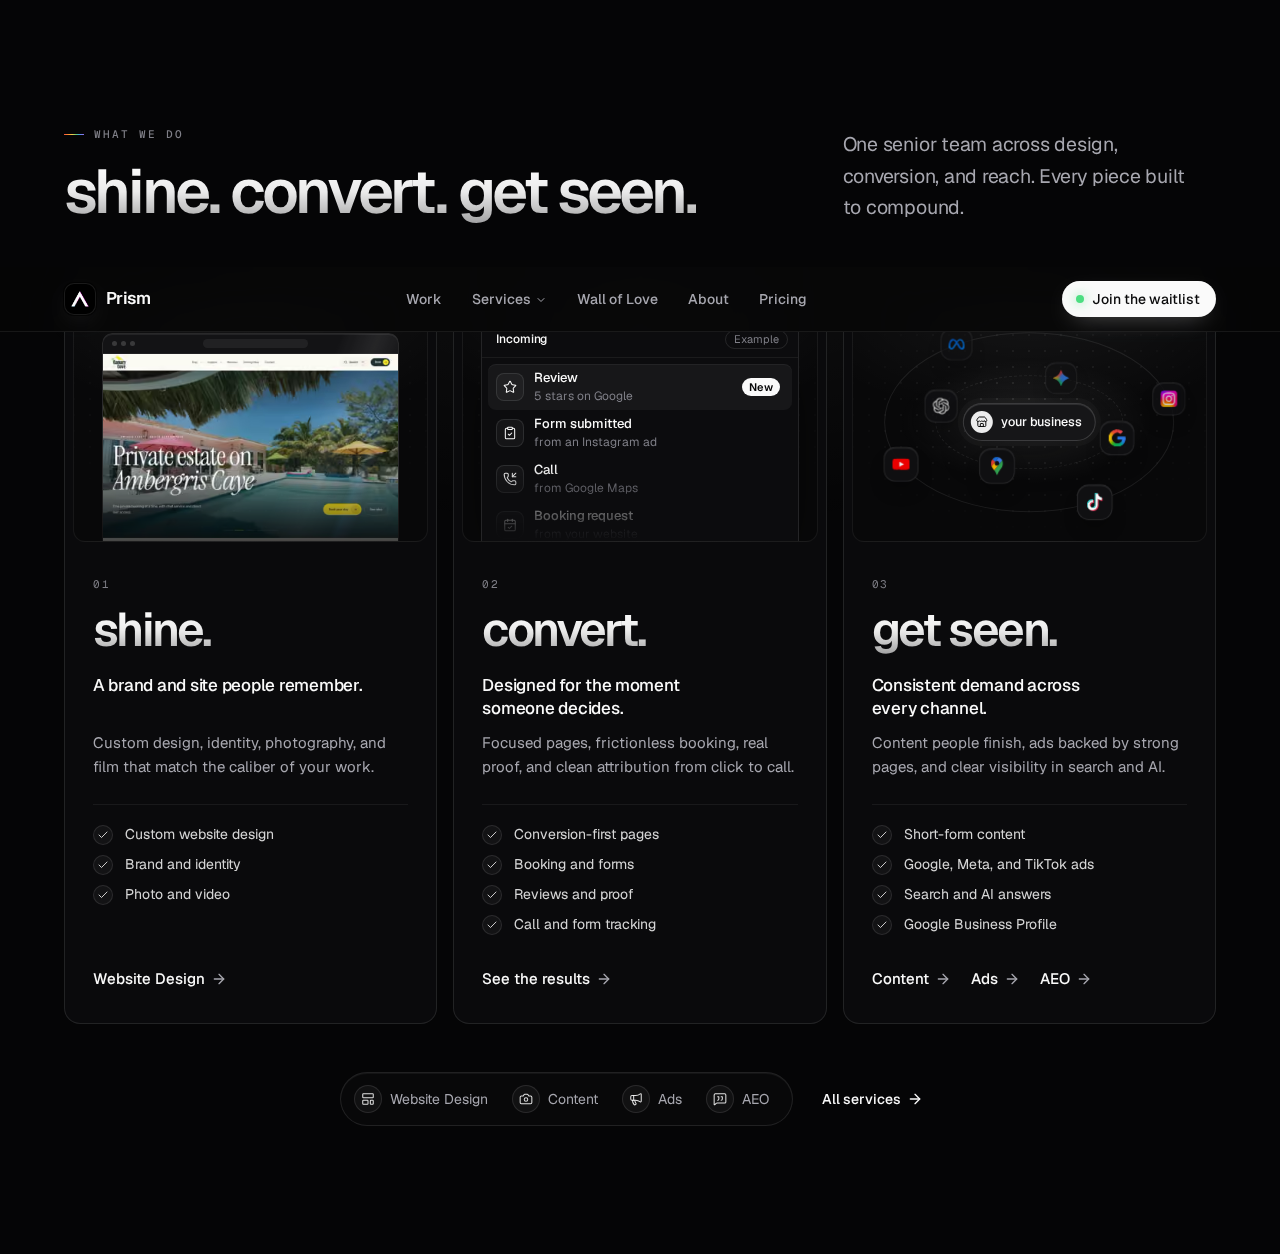 WHAT WE DO
shine. convert. get seen.
One senior team across design,
conversion, and reach. Every piece built
to compound.
Prism
Work
Services
Wall of Love
About
Pricing
Join the waitlist
Private estate on
Ambergris Caye
Incoming
Example
Review
5 stars on Google
New
Form submitted
from an Instagram ad
Call
from Google Maps
Booking request
from your website
your business
01
shine.
A brand and site people remember.
Custom design, identity, photography, and
film that match the caliber of your work.
Custom website design
Brand and identity
Photo and video
Website Design
02
convert.
Designed for the moment
someone decides.
Focused pages, frictionless booking, real
proof, and clean attribution from click to call.
Conversion-first pages
Booking and forms
Reviews and proof
Call and form tracking
See the results
03
get seen.
Consistent demand across
every channel.
Content people finish, ads backed by strong
pages, and clear visibility in search and AI.
Short-form content
Google, Meta, and TikTok ads
Search and AI answers
Google Business Profile
Content
Ads
AEO
Website Design
Content
Ads
AEO
All services